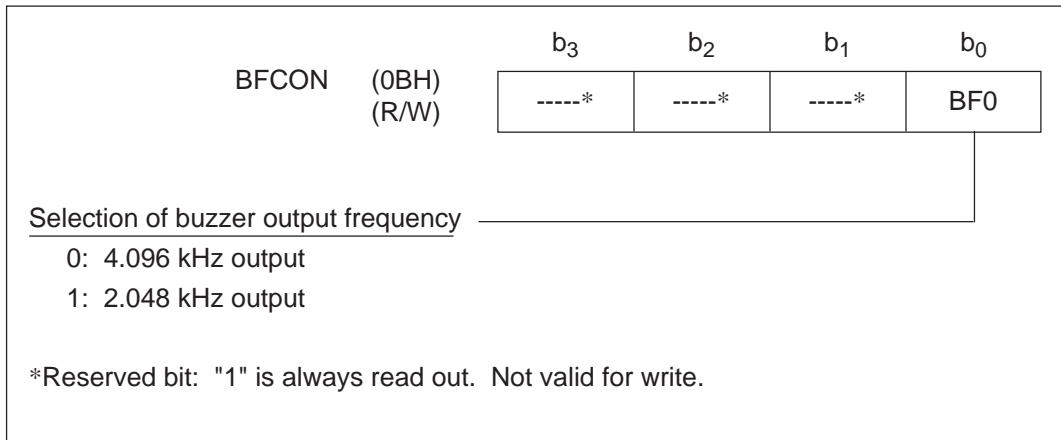 b3 b2 b1 b0
BFCON (0BH) -----* -----* -----* BF0
(R/W)
Selection of buzzer output frequency
0: 4.096 kHz output
1: 2.048 kHz output
*Reserved bit: "1" is always read out. Not valid for write.